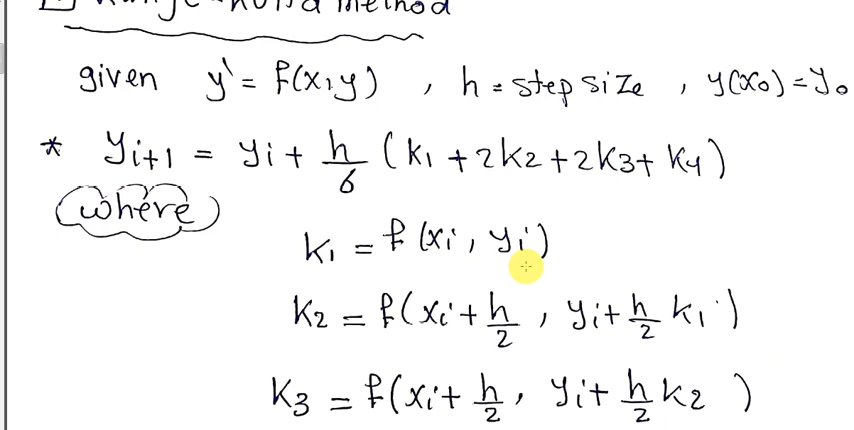 Runge-Kutta method
given y' = f(x,y) , h = step size , y(x₀) = y₀
* yᵢ₊₁ = yᵢ + h/6 (k₁ + 2k₂ + 2k₃ + k₄)
(where)
k₁ = f(xᵢ, yᵢ)
k₂ = f(xᵢ + h/2 , yᵢ + h/2 k₁)
k₃ = f(xᵢ + h/2 , yᵢ + h/2 k₂ )